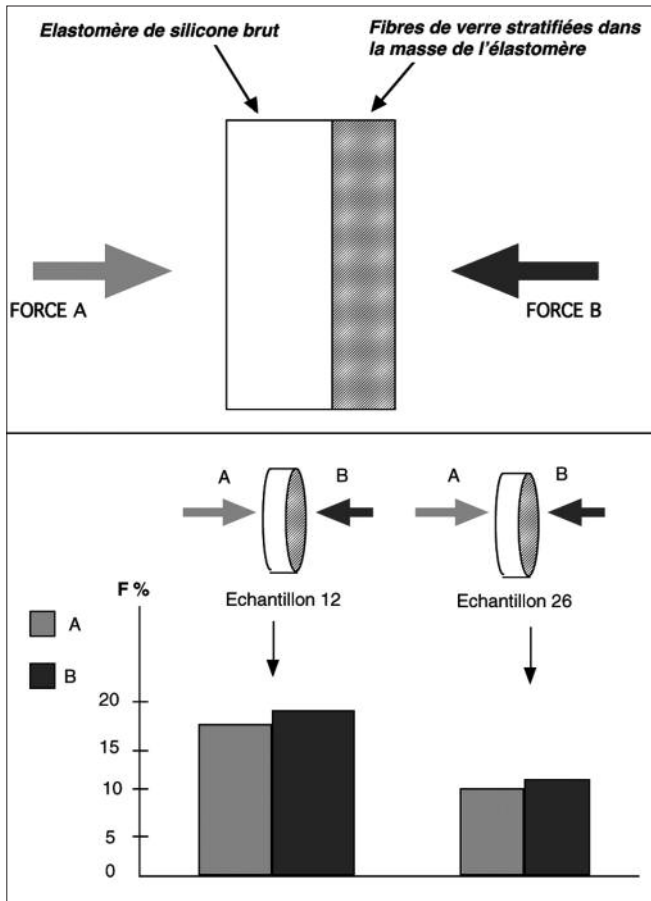 Elastomère de silicone brut
Fibres de verre stratifiées dans
la masse de l'élastomère
FORCE A
FORCE B
A
B
A
B
Echantillon 12
Echantillon 26
F %
A
B
20
15
10
5
0